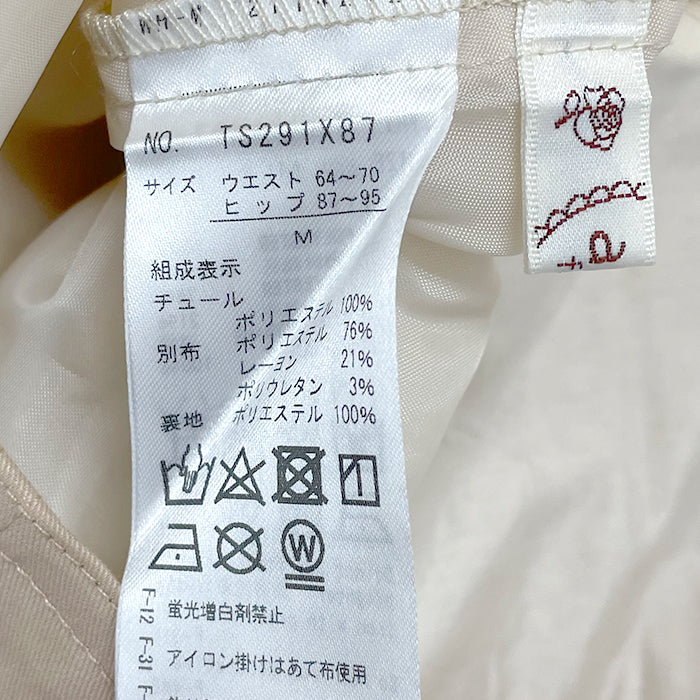 NO. TS291X87
サイズ ウエスト 64〜70
ヒップ 87〜95
M
組成表示
チュール
ポリエステル 100%
別布 ポリエステル 76%
レーヨン 21%
ポリウレタン 3%
裏地 ポリエステル 100%
W
蛍光増白剤禁止
アイロン掛けはあて布使用
F-12 F-31 F-